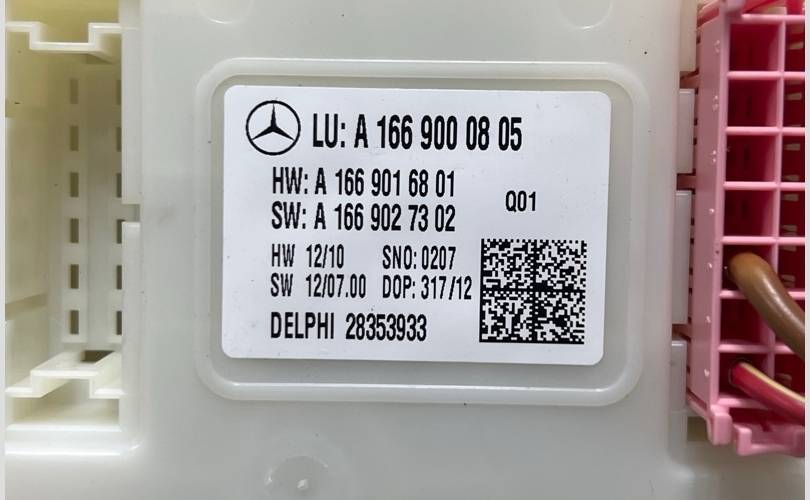 LU: A 166 900 08 05
HW: A 166 901 68 01
SW: A 166 902 73 02
Q01
HW 12/10 SNO: 0207
SW 12/07.00 DOP: 317/12
DELPHI 28353933